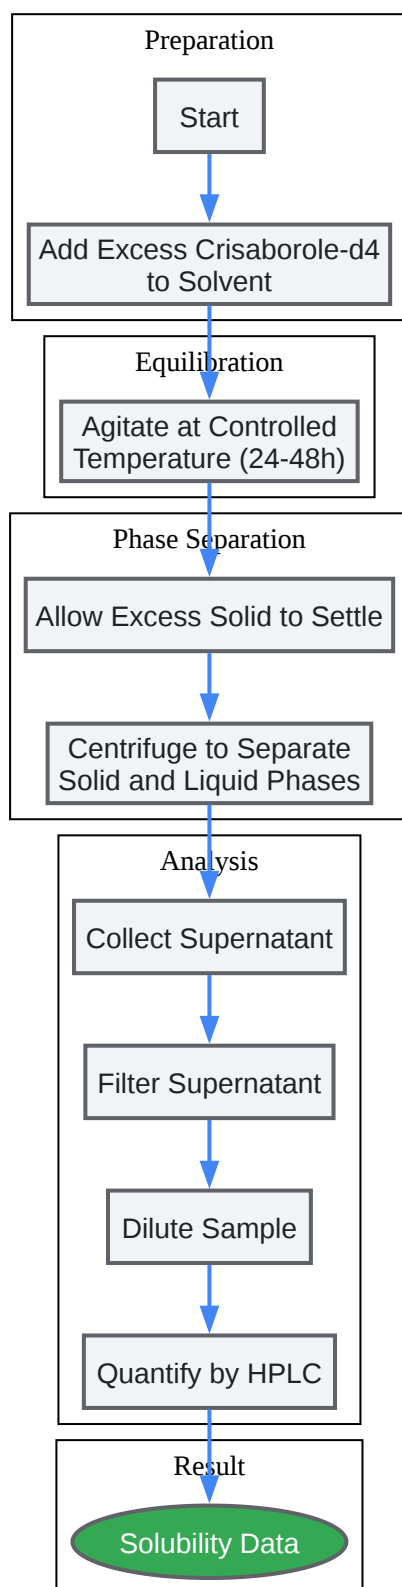 Preparation
Start
Add Excess Crisaborole-d4
to Solvent
Equilibration
Agitate at Controlled
Temperature (24-48h)
Phase Separation
Allow Excess Solid to Settle
Centrifuge to Separate
Solid and Liquid Phases
Analysis
Collect Supernatant
Filter Supernatant
Dilute Sample
Quantify by HPLC
Result
Solubility Data